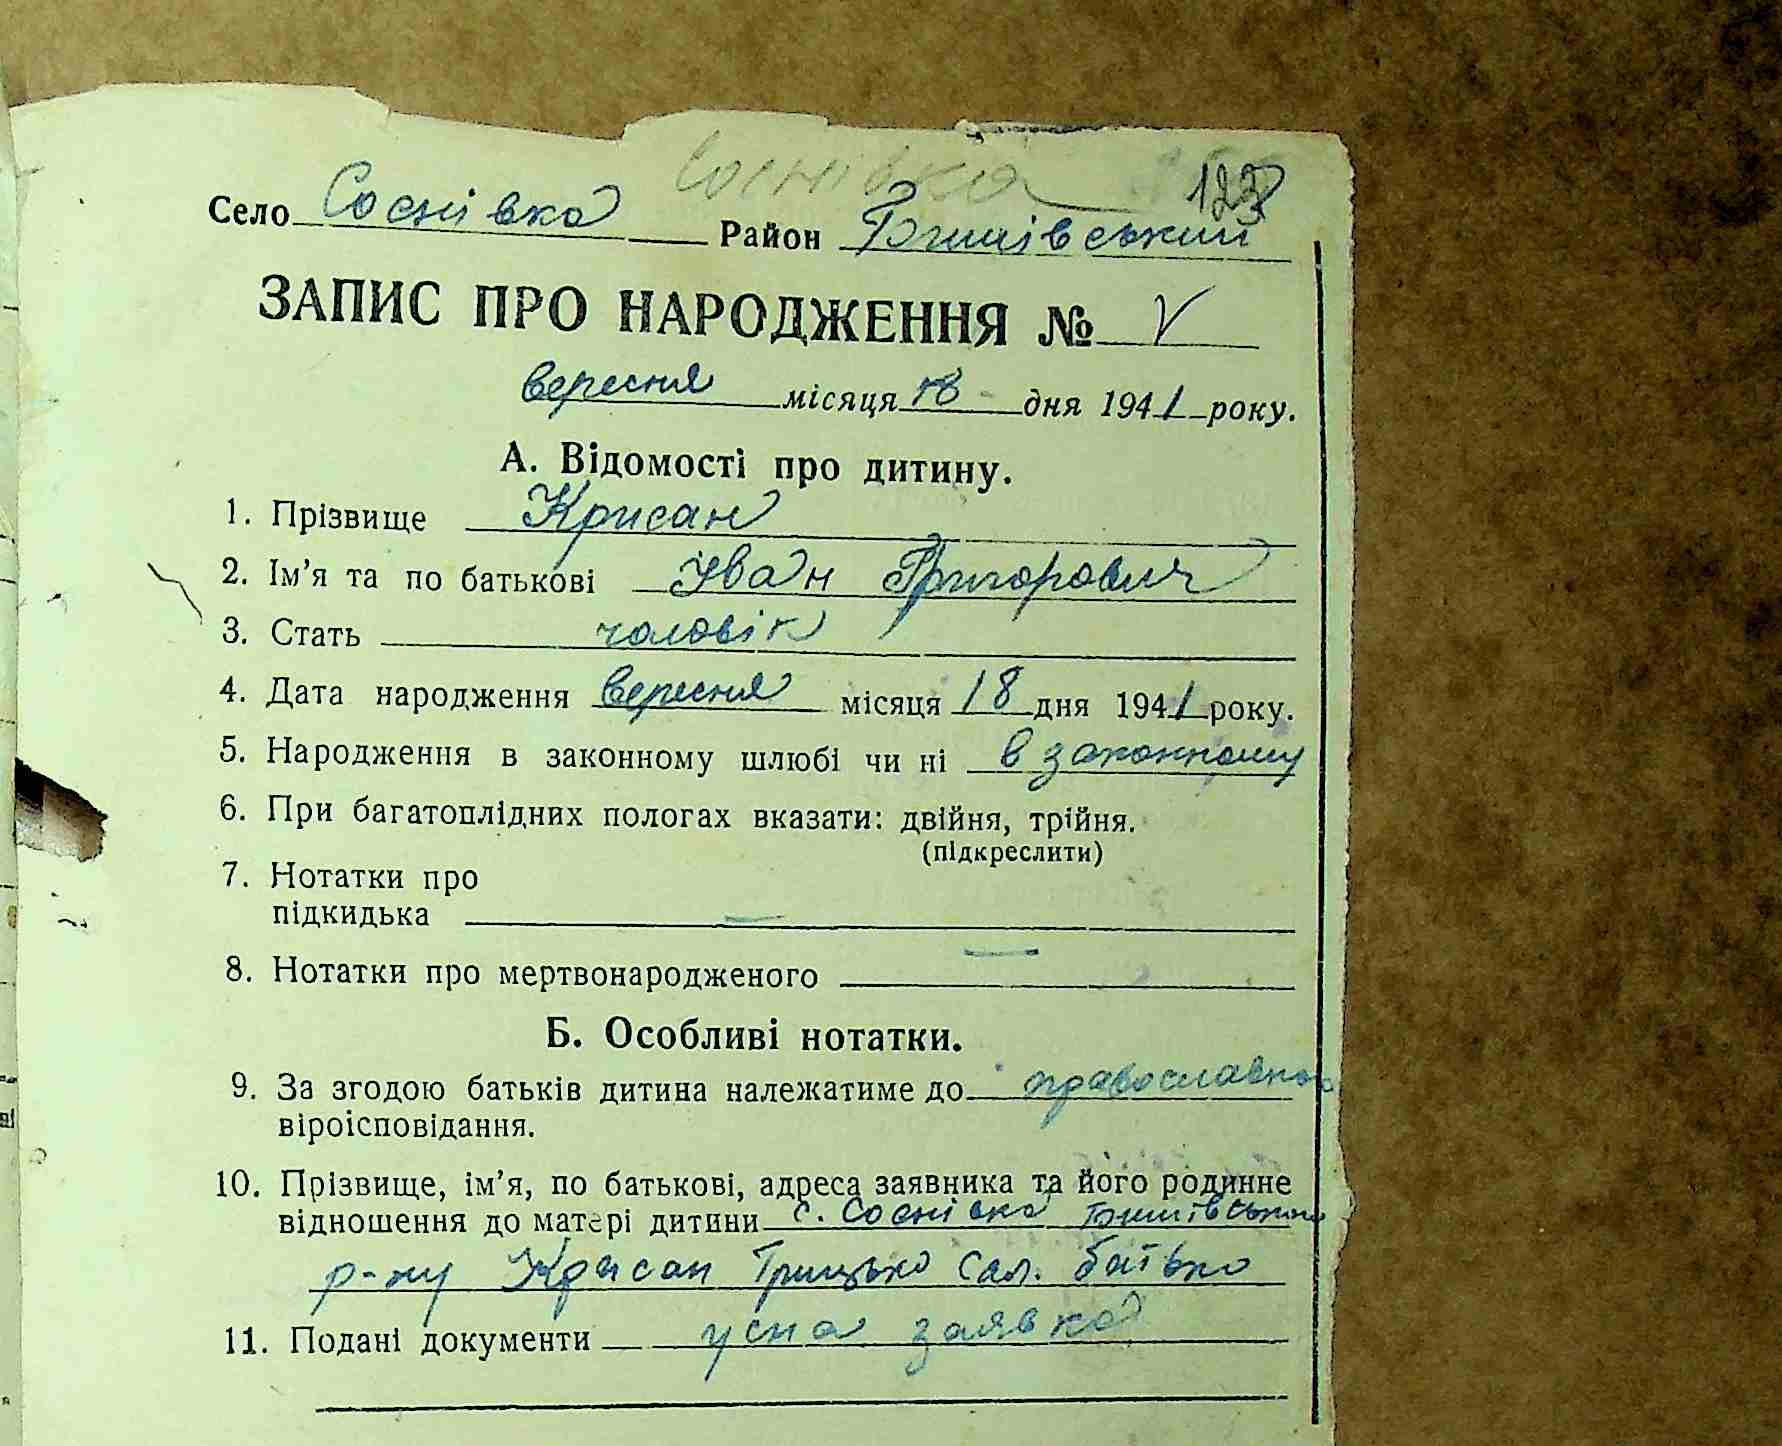 Соснівка
123
Село Соснівка Район Гощівський
ЗАПИС ПРО НАРОДЖЕННЯ № V
вересня місяця 18 дня 1941 року.
А. Відомості про дитину.
1. Прізвище Крисан
2. Ім'я та по батькові Іван Григорович
3. Стать чоловік
4. Дата народження вересня місяця 18 дня 1941 року.
5. Народження в законному шлюбі чи ні в законному
6. При багатоплідних пологах вказати: двійня, трійня.
(підкреслити)
7. Нотатки про
підкидька —
8. Нотатки про мертвонародженого —
Б. Особливі нотатки.
9. За згодою батьків дитина належатиме до православного
віроісповідання.
10. Прізвище, ім'я, по батькові, адреса заявника та його родинне
відношення до матері дитини с. Соснівка
р-ну Крисан Грицько Сал. батько
11. Подані документи усна заявка